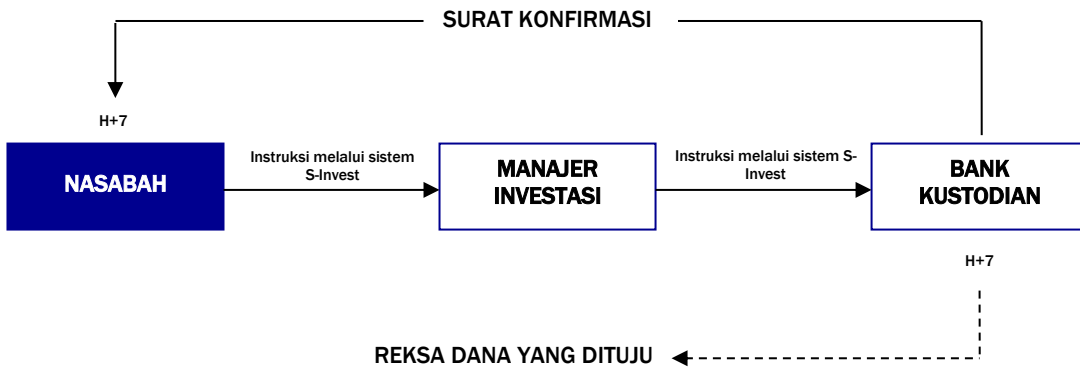 SURAT KONFIRMASI
H+7
NASABAH
Instruksi melalui sistem
S-Invest
MANAJER
INVESTASI
Instruksi melalui sistem S-
Invest
BANK
KUSTODIAN
H+7
REKSA DANA YANG DITUJU